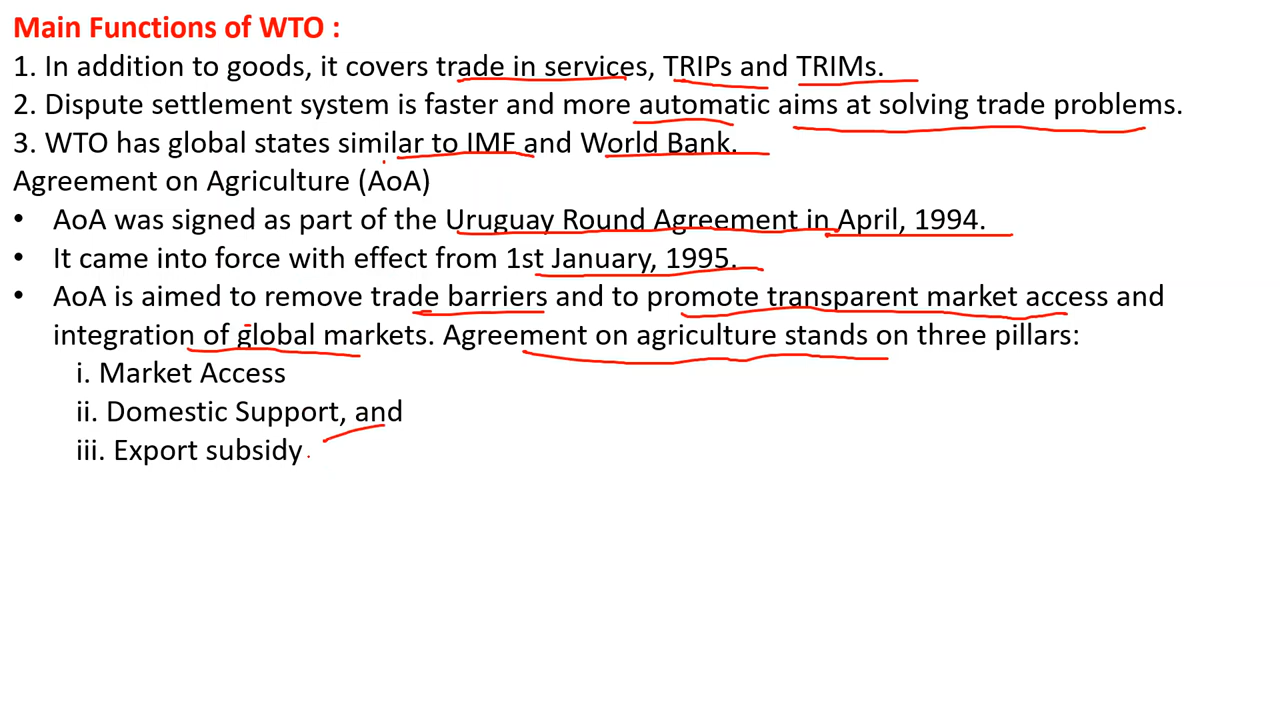 Main Functions of WTO :
1. In addition to goods, it covers trade in services, TRIPs and TRIMs.
2. Dispute settlement system is faster and more automatic aims at solving trade problems.
3. WTO has global states similar to IMF and World Bank.
Agreement on Agriculture (AoA)
• AoA was signed as part of the Uruguay Round Agreement in April, 1994.
• It came into force with effect from 1st January, 1995.
• AoA is aimed to remove trade barriers and to promote transparent market access and
integration of global markets. Agreement on agriculture stands on three pillars:
i. Market Access
ii. Domestic Support, and
iii. Export subsidy